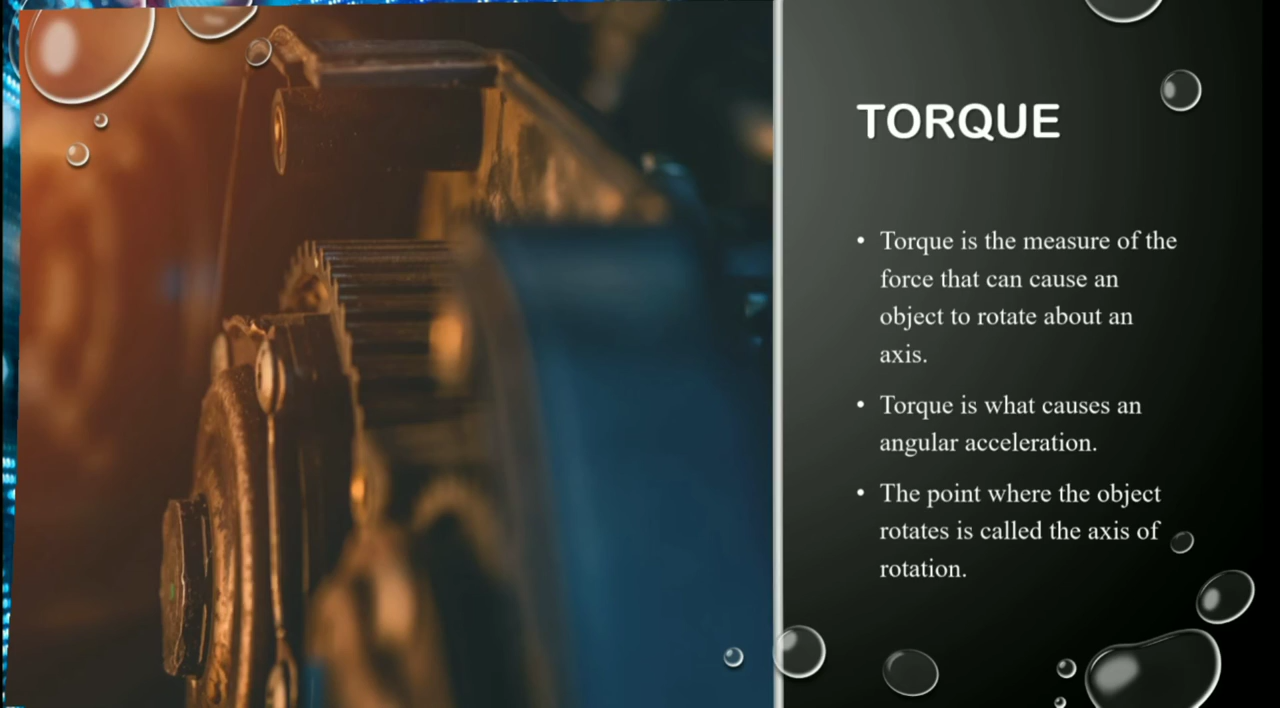 TORQUE
• Torque is the measure of the
force that can cause an
object to rotate about an
axis.
• Torque is what causes an
angular acceleration.
• The point where the object
rotates is called the axis of
rotation.